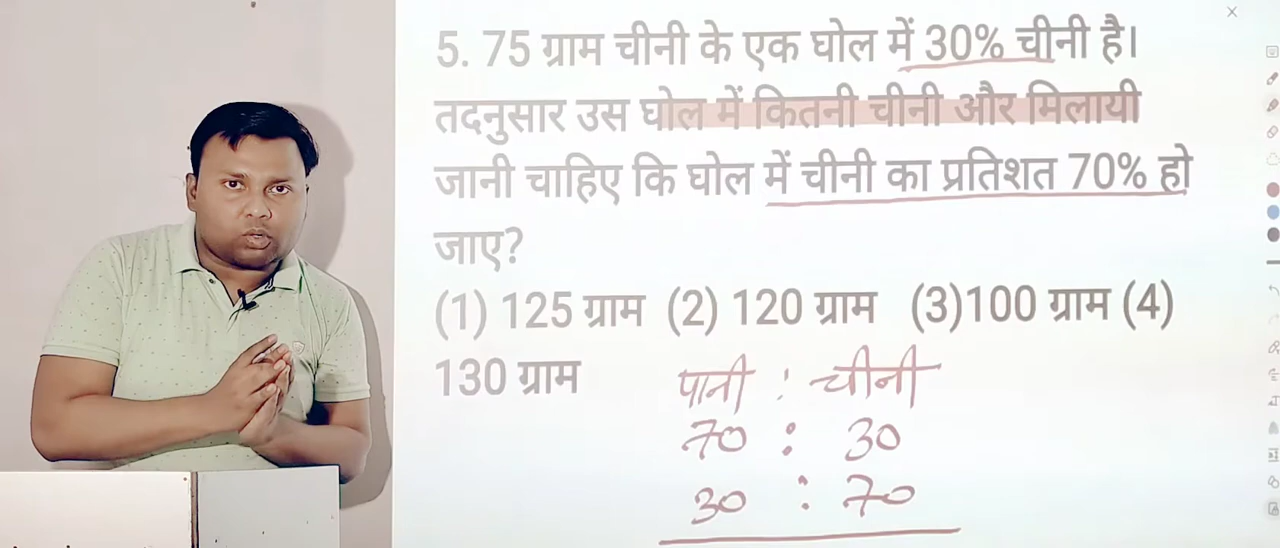 5. 75 ग्राम चीनी के एक घोल में 30% चीनी है।
तदनुसार उस घोल में कितनी चीनी और मिलायी
जानी चाहिए कि घोल में चीनी का प्रतिशत 70% हो
जाए?
(1) 125 ग्राम (2) 120 ग्राम (3)100 ग्राम (4)
130 ग्राम
पानी : चीनी
70 : 30
30 : 70